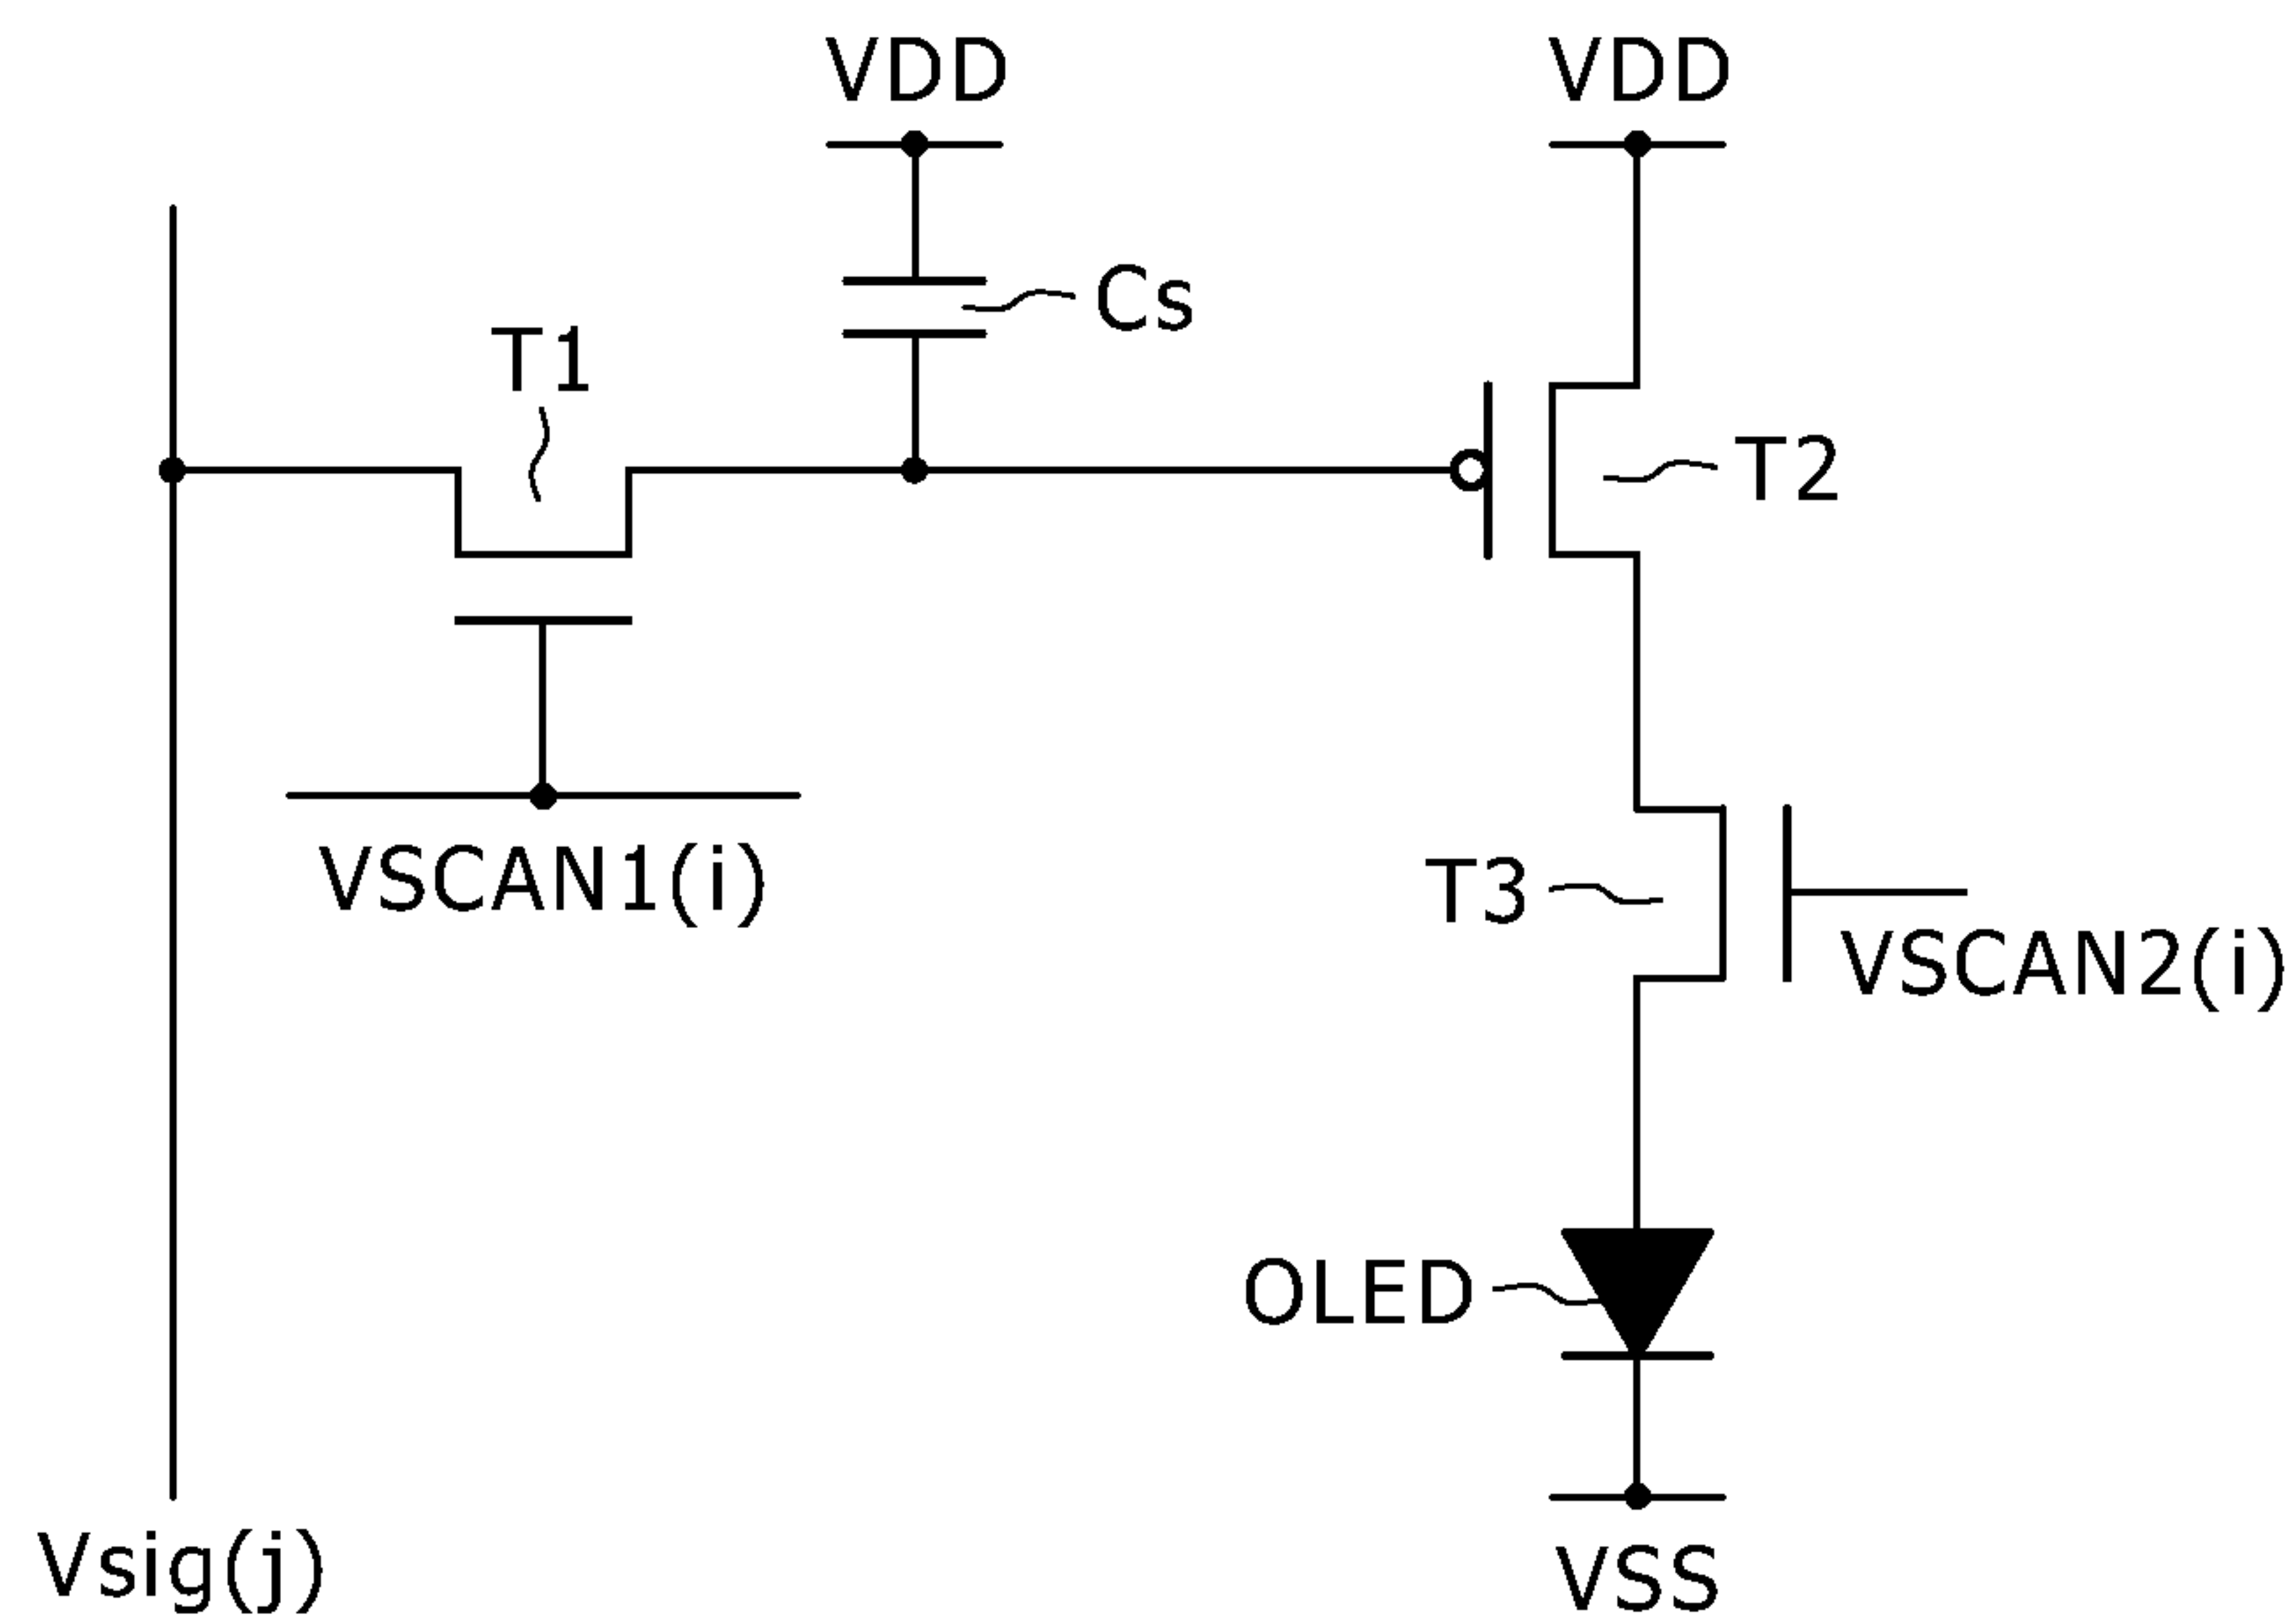 VDD
VDD
Cs
T1
T2
VSCAN1(i)
T3
VSCAN2(i)
OLED
Vsig(j)
VSS